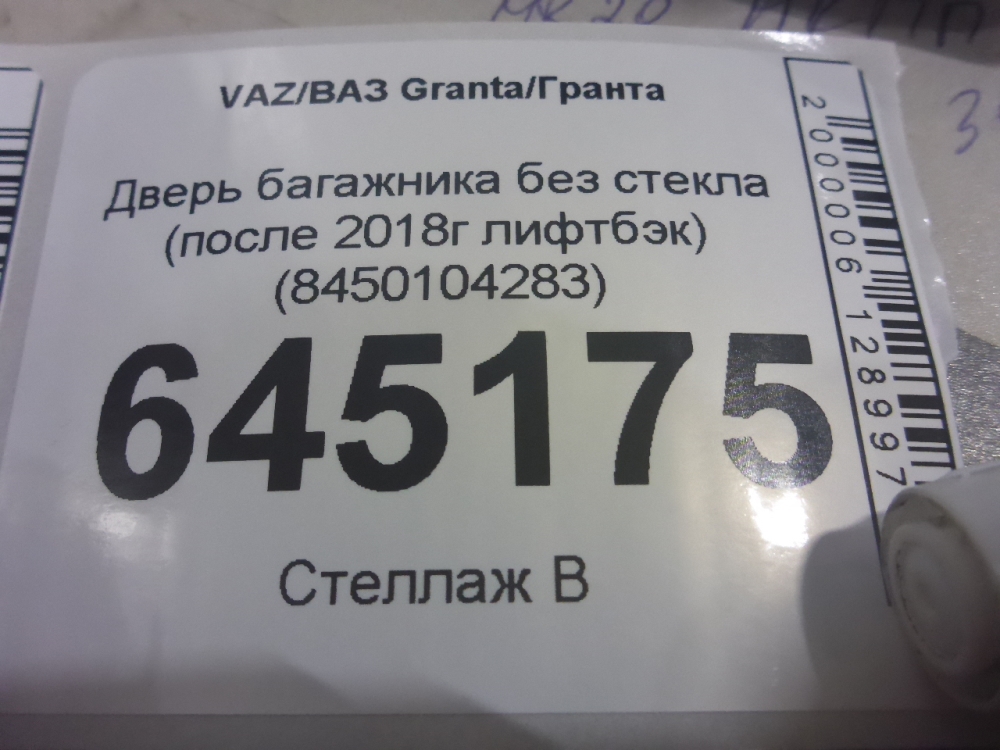 VAZ/ВАЗ Granta/Гранта
Дверь багажника без стекла
(после 2018г лифтбэк)
(8450104283)
645175
Стеллаж В
2000006128997